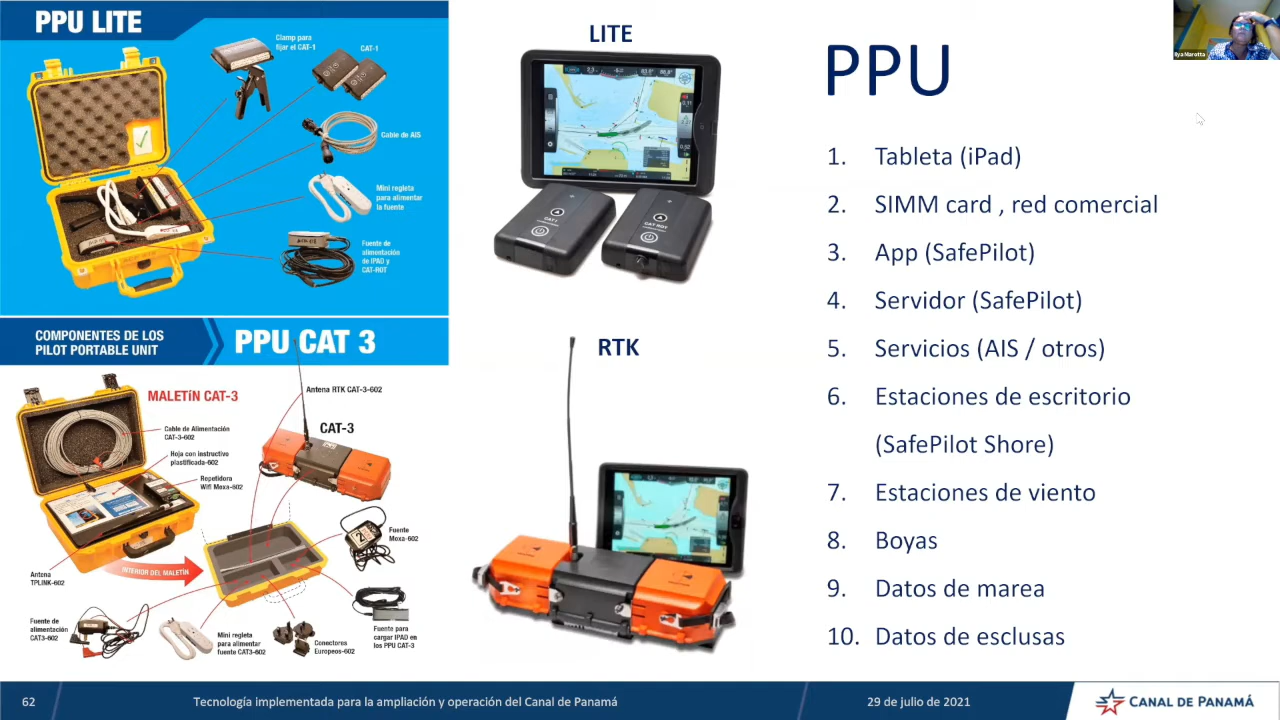 PPU LITE
Clamp para
fijar el CAT-1
CAT-1
Cable de AIS
Mini regleta
para alimentar
la fuente
Fuente de
alimentación
de IPAD y
CAT-ROT
COMPONENTES DE LOS
PILOT PORTABLE UNIT
PPU CAT 3
MALETíN CAT-3
Antena RTK CAT-3-602
CAT-3
Cable de Alimentación
CAT-3-602
Hoja con instructivo
plastificada-602
Repetidora
Wifi Moxa-602
Fuente
Moxa-602
Antena
TPLINK-602
INTERIOR DEL MALETÍN
Fuente de
alimentación
CAT3-602
Mini regleta
para alimentar
fuente CAT3-602
Conectores
Europeos-602
Fuente para
cargar IPAD en
los PPU CAT-3
LITE
CAT I
CAT ROT
RTK
PPU
1. Tableta (iPad)
2. SIMM card , red comercial
3. App (SafePilot)
4. Servidor (SafePilot)
5. Servicios (AIS / otros)
6. Estaciones de escritorio
(SafePilot Shore)
7. Estaciones de viento
8. Boyas
9. Datos de marea
10. Datos de esclusas
Ilya Marotta
62
Tecnología implementada para la ampliación y operación del Canal de Panamá
29 de julio de 2021
CANAL DE PANAMÁ